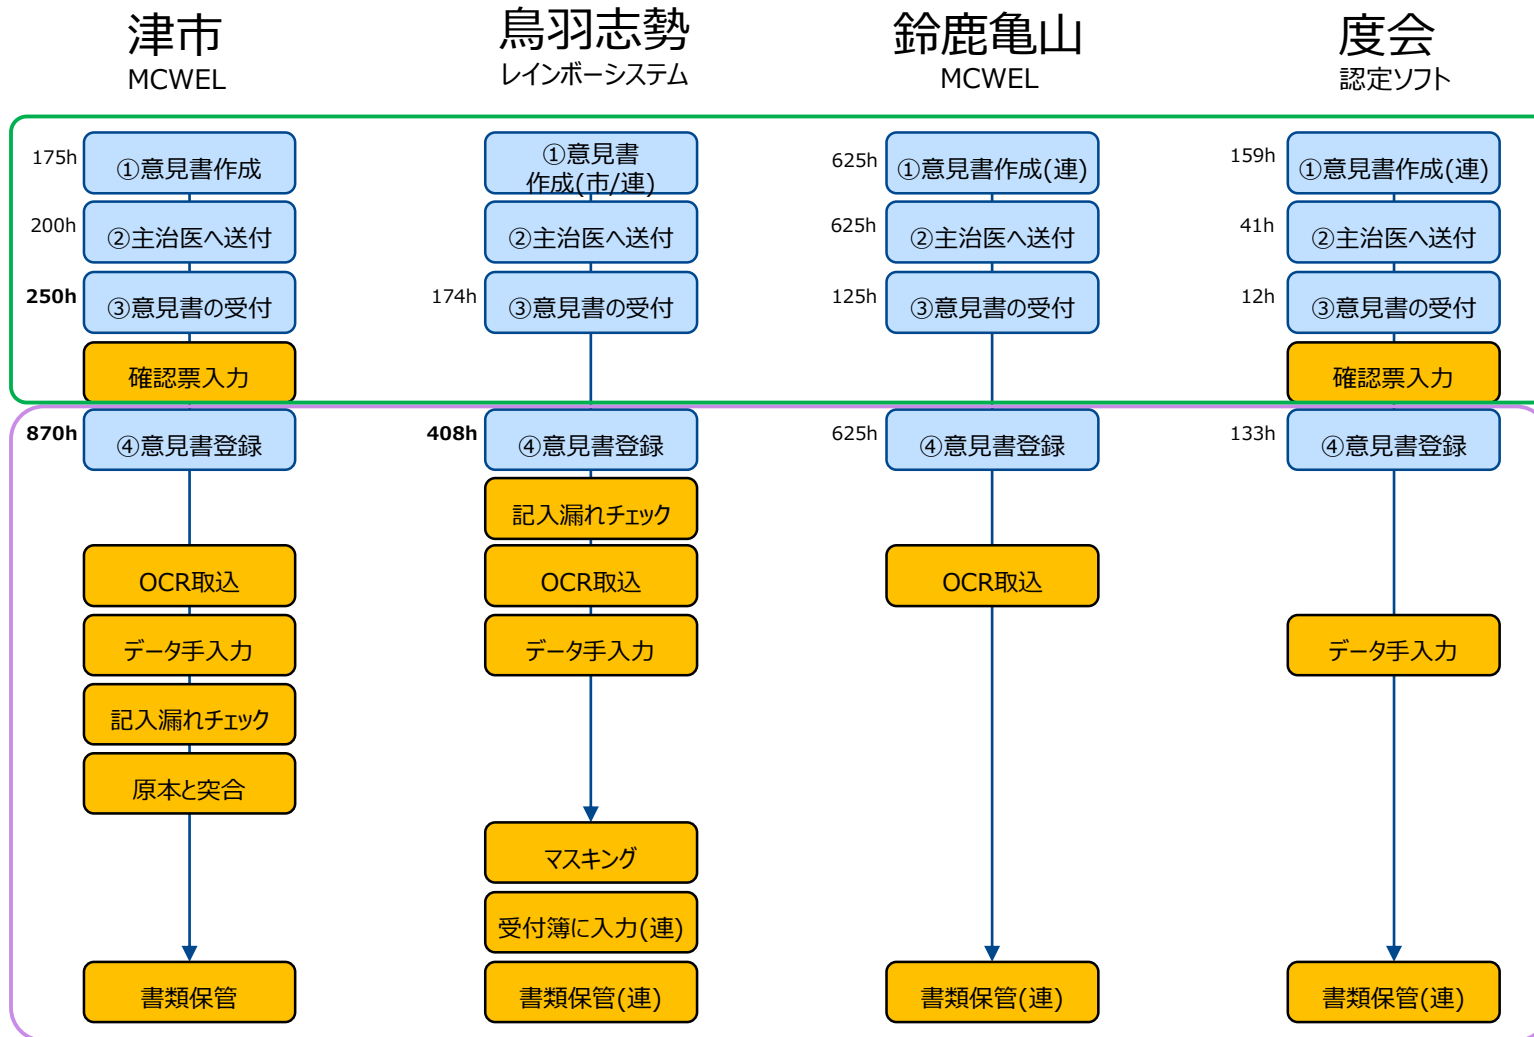 津市
MCWEL
鳥羽志勢
レインボーシステム
鈴鹿亀山
MCWEL
度会
認定ソフト
175h
①意見書作成
①意見書
作成(市/連)
625h
①意見書作成(連)
159h
①意見書作成(連)
200h
②主治医へ送付
②主治医へ送付
625h
②主治医へ送付
41h
②主治医へ送付
250h
③意見書の受付
174h
③意見書の受付
125h
③意見書の受付
12h
③意見書の受付
確認票入力
確認票入力
870h
④意見書登録
408h
④意見書登録
625h
④意見書登録
133h
④意見書登録
記入漏れチェック
OCR取込
OCR取込
OCR取込
データ手入力
データ手入力
データ手入力
記入漏れチェック
原本と突合
マスキング
受付簿に入力(連)
書類保管
書類保管(連)
書類保管(連)
書類保管(連)